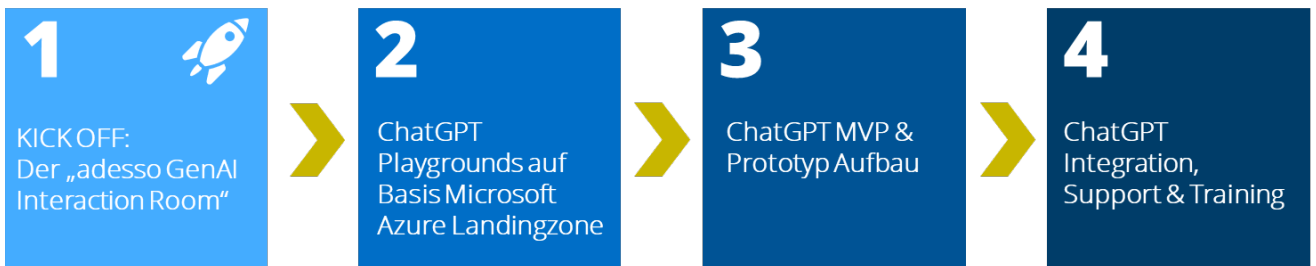 1
KICK OFF:
Der „adesso GenAI
Interaction Room“
2
ChatGPT
Playgrounds auf
Basis Microsoft
Azure Landingzone
3
ChatGPT MVP &
Prototyp Aufbau
4
ChatGPT
Integration,
Support & Training